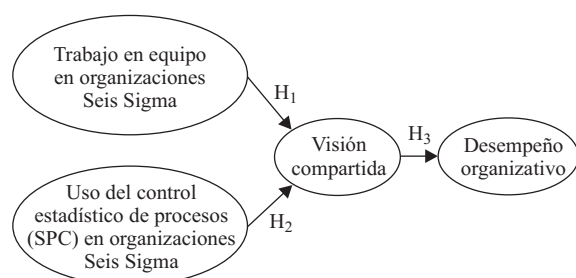 Trabajo en equipo
en organizaciones
Seis Sigma
H1
Visión
compartida
H3
Desempeño
organizativo
Uso del control
estadístico de procesos
(SPC) en organizaciones
Seis Sigma
H2